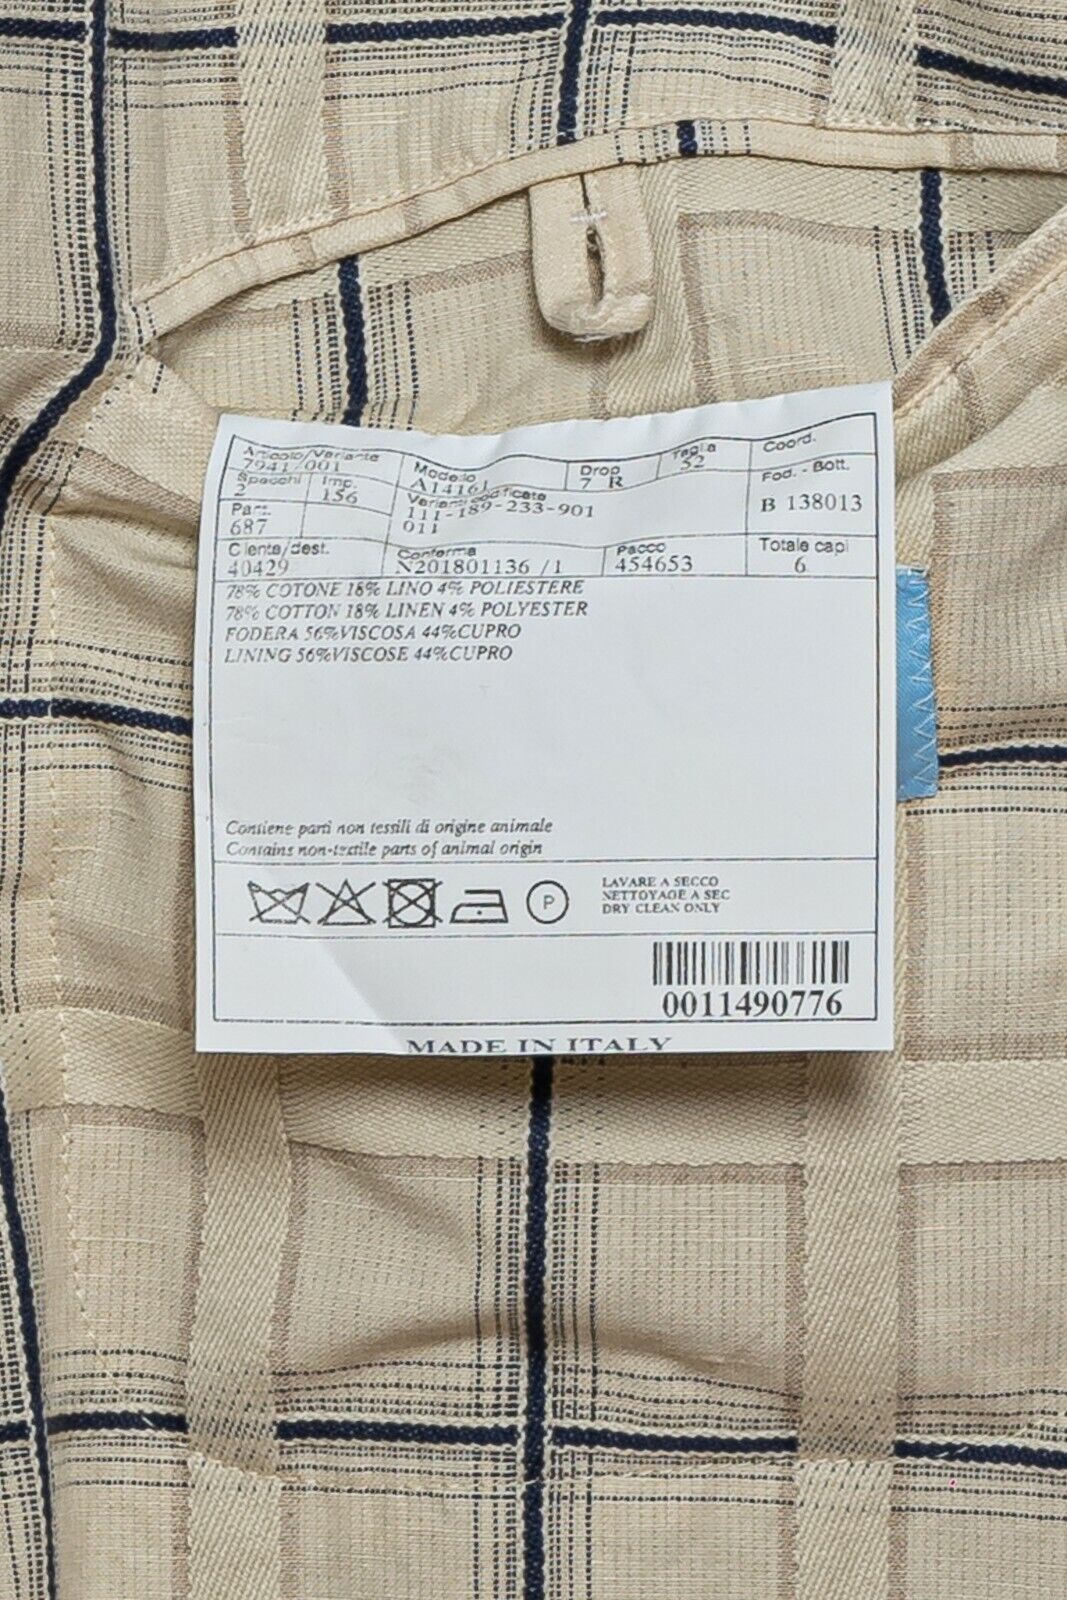 Articolo/Variante Modello Drop Taglia Coord.
7941/001 A14161 7 R 52
Spacchi Imp. Varianti codificate Fod. - Bott.
2 156 111-189-233-901 B 138013
Part. 011
687
Cliente/dest. Conferma Pacco Totale capi
40429 N201801136 /1 454653 6
78% COTONE 18% LINO 4% POLIESTERE
78% COTTON 18% LINEN 4% POLYESTER
FODERA 56%VISCOSA 44%CUPRO
LINING 56%VISCOSE 44%CUPRO
Contiene parti non tessili di origine animale
Contains non-textile parts of animal origin
P
LAVARE A SECCO
NETTOYAGE A SEC
DRY CLEAN ONLY
0011490776
MADE IN ITALY